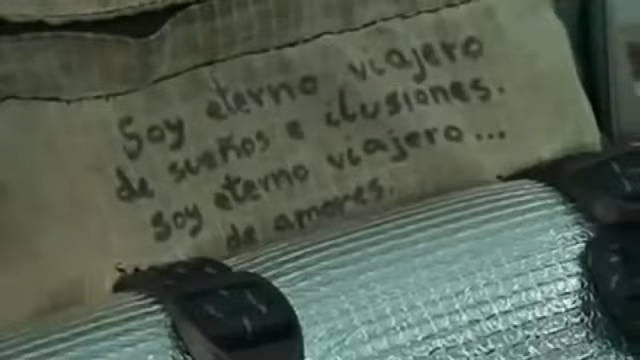 Soy eterno viajero
de sueños e ilusiones.
Soy eterno viajero...
de amores.